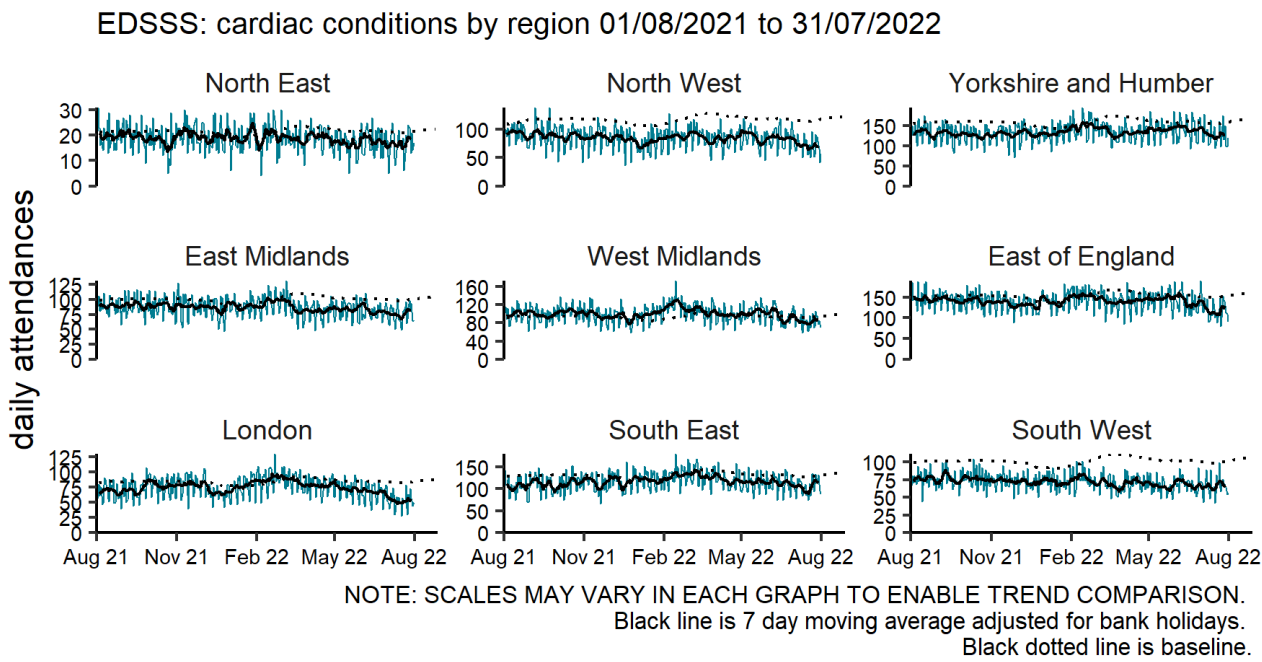 EDSSS: cardiac conditions by region 01/08/2021 to 31/07/2022
North East
North West
Yorkshire and Humber
30
20
10
0
100
50
0
150
100
50
0
daily attendances
East Midlands
West Midlands
East of England
125
100
75
50
25
0
160
120
80
40
0
150
100
50
0
London
South East
South West
125
100
75
50
25
0
150
100
50
0
100
75
50
25
0
Aug 21 Nov 21 Feb 22 May 22 Aug 22
Aug 21 Nov 21 Feb 22 May 22 Aug 22
Aug 21 Nov 21 Feb 22 May 22 Aug 22
NOTE: SCALES MAY VARY IN EACH GRAPH TO ENABLE TREND COMPARISON.
Black line is 7 day moving average adjusted for bank holidays.
Black dotted line is baseline.